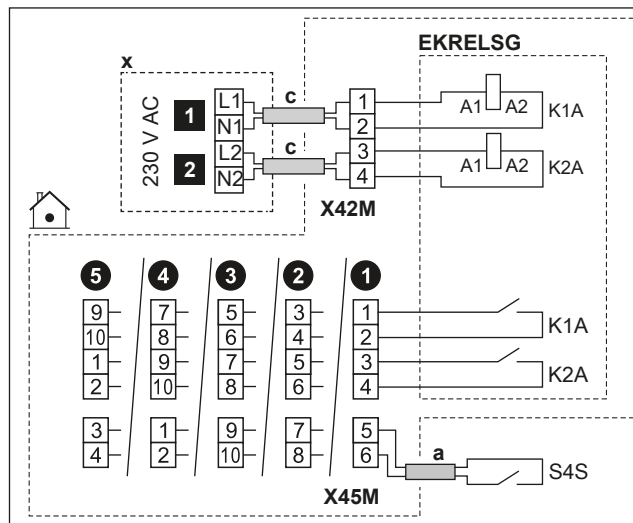 EKRELSG
x
230 V AC
1 L1 c 1 A1 A2 K1A
N1 2
2 L2 c 3 A1 A2 K2A
N2 4
X42M
5 4 3 2 1
9 7 5 3 1
10 8 6 4 2 K1A
1 9 7 5 3
2 10 8 6 4 K2A
3 1 9 7 5
4 2 10 8 6 a S4S
X45M